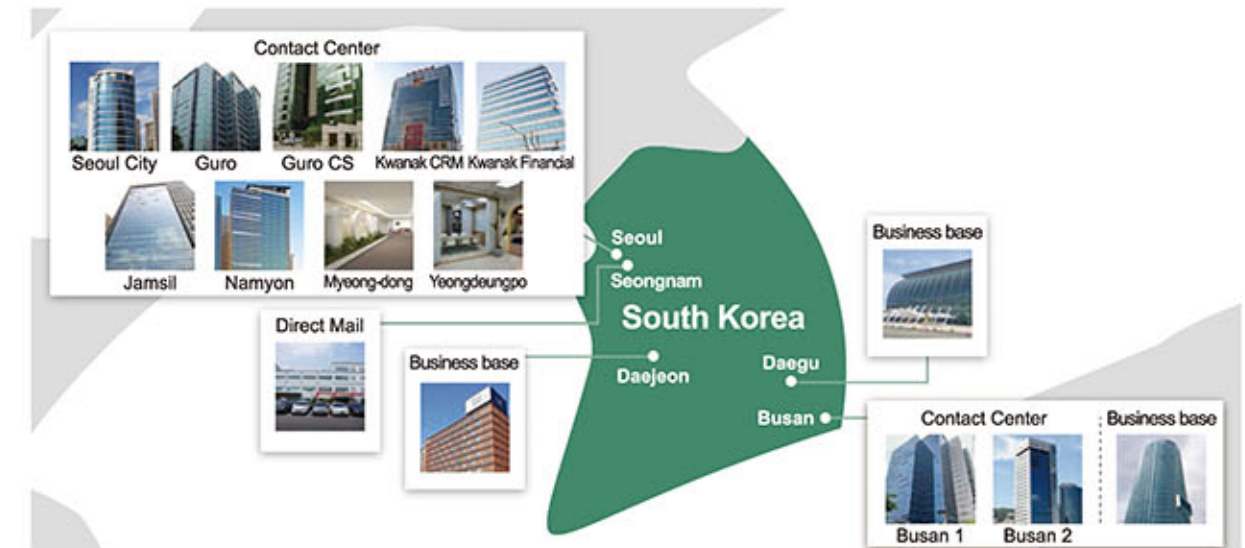 Contact Center
Seoul City Guro Guro CS Kwanak CRM Kwanak Financial
Jamsil Namyon Myeong-dong Yeongdeungpo
Direct Mail
Business base
Seoul
Seongnam
South Korea
Daejeon
Daegu
Busan
Business base
Contact Center Business base
Busan 1 Busan 2